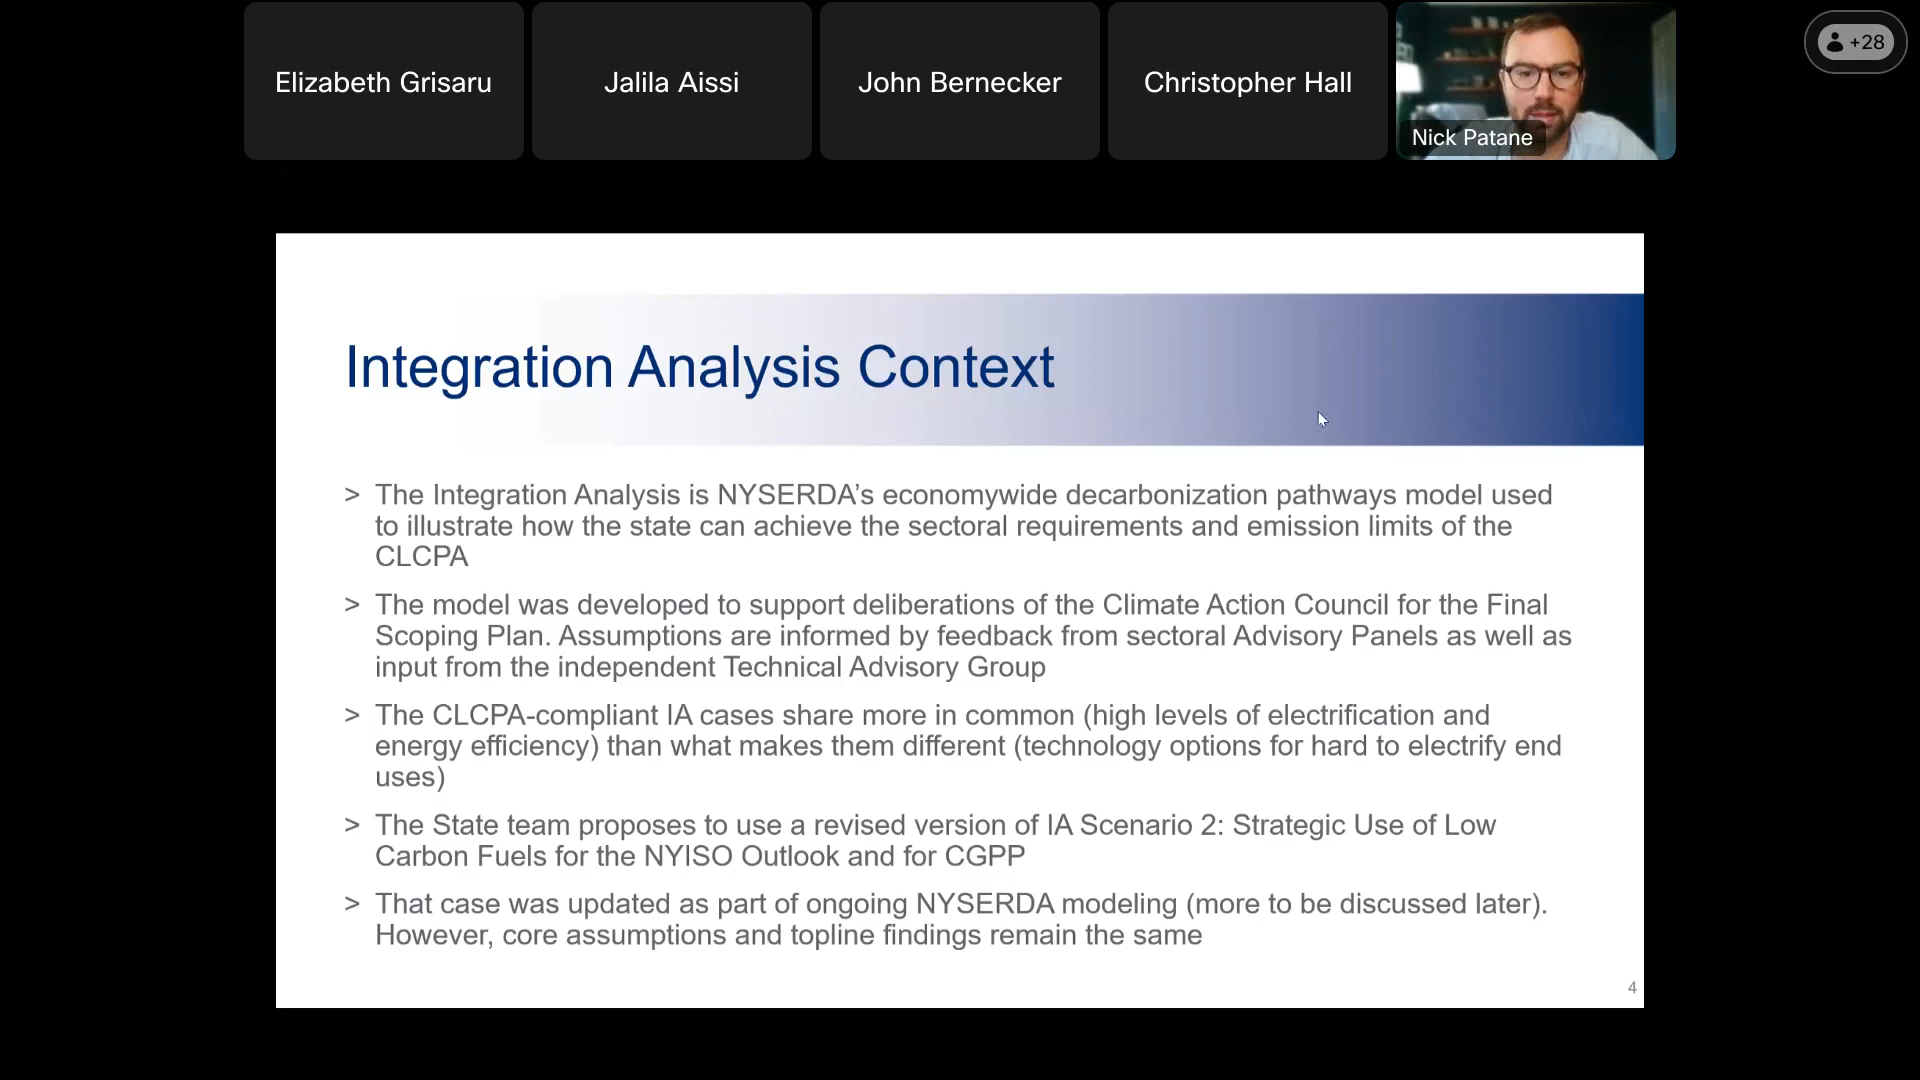 Elizabeth Grisaru
Jalila Aissi
John Bernecker
Christopher Hall
Nick Patane
+28
Integration Analysis Context
> The Integration Analysis is NYSERDA’s economywide decarbonization pathways model used
to illustrate how the state can achieve the sectoral requirements and emission limits of the
CLCPA
> The model was developed to support deliberations of the Climate Action Council for the Final
Scoping Plan. Assumptions are informed by feedback from sectoral Advisory Panels as well as
input from the independent Technical Advisory Group
> The CLCPA-compliant IA cases share more in common (high levels of electrification and
energy efficiency) than what makes them different (technology options for hard to electrify end
uses)
> The State team proposes to use a revised version of IA Scenario 2: Strategic Use of Low
Carbon Fuels for the NYISO Outlook and for CGPP
> That case was updated as part of ongoing NYSERDA modeling (more to be discussed later).
However, core assumptions and topline findings remain the same
4